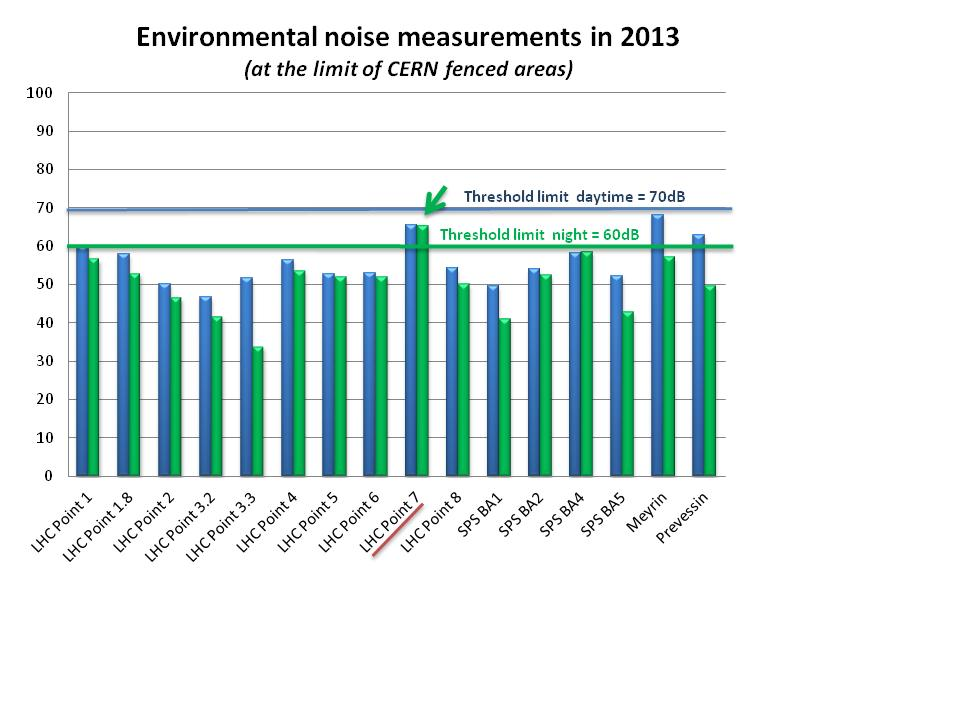 Environmental noise measurements in 2013
(at the limit of CERN fenced areas)
100
90
80
70
60
50
40
30
20
10
0
Threshold limit daytime = 70dB
Threshold limit night = 60dB
LHC Point 1
LHC Point 1.8
LHC Point 2
LHC Point 3.2
LHC Point 3.3
LHC Point 4
LHC Point 5
LHC Point 6
LHC Point 7
LHC Point 8
SPS BA1
SPS BA2
SPS BA4
SPS BA5
Meyrin
Prevessin